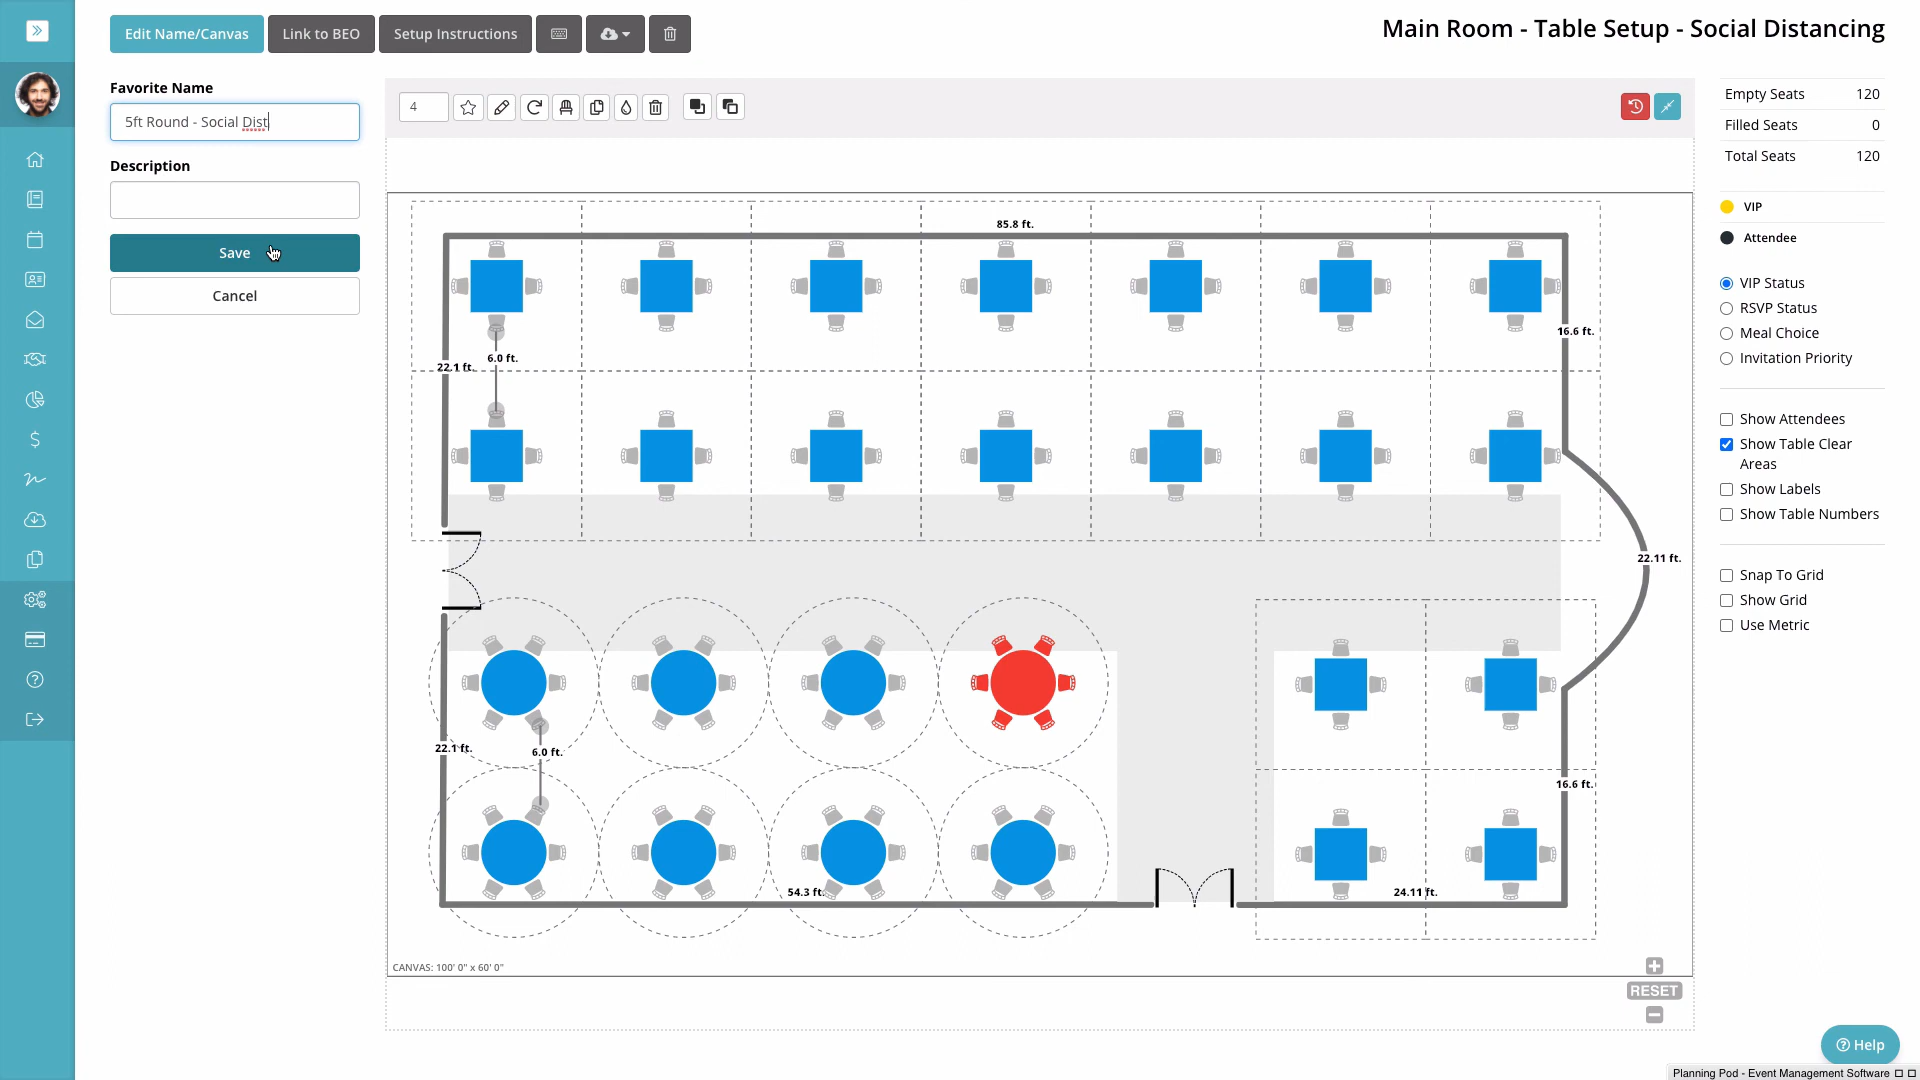 Edit Name/Canvas
Link to BEO
Setup Instructions
Main Room - Table Setup - Social Distancing
Favorite Name
5ft Round - Social Dist
Description
Save
Cancel
4
Empty Seats 120
Filled Seats 0
Total Seats 120
VIP
Attendee
VIP Status
RSVP Status
Meal Choice
Invitation Priority
Show Attendees
Show Table Clear
Areas
Show Labels
Show Table Numbers
Snap To Grid
Show Grid
Use Metric
85.8 ft.
16.6 ft.
6.0 ft.
22.1 ft.
22.11 ft.
22.1 ft.
6.0 ft.
16.6 ft.
54.3 ft.
24.11 ft.
CANVAS: 100' 0" x 60' 0"
RESET
Help
Planning Pod - Event Management Software